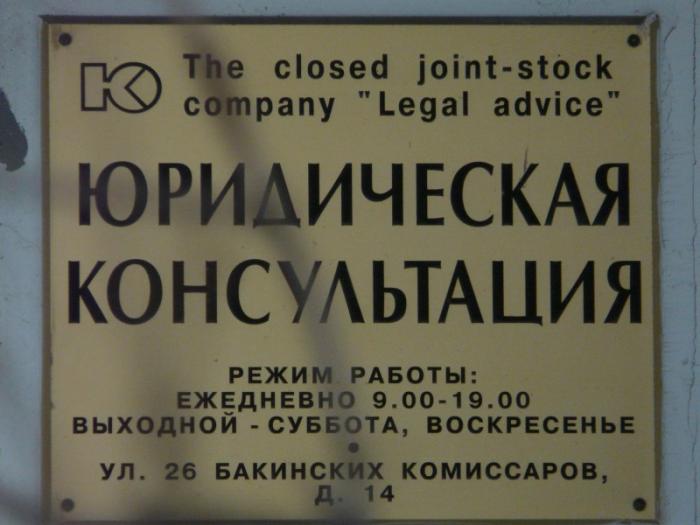 The closed joint-stock
company "Legal advice"
ЮРИДИЧЕСКАЯ
КОНСУЛЬТАЦИЯ
РЕЖИМ РАБОТЫ:
ЕЖЕДНЕВНО 9.00-19.00
ВЫХОДНОЙ - СУББОТА, ВОСКРЕСЕНЬЕ
УЛ. 26 БАКИНСКИХ КОМИССАРОВ,
Д. 14